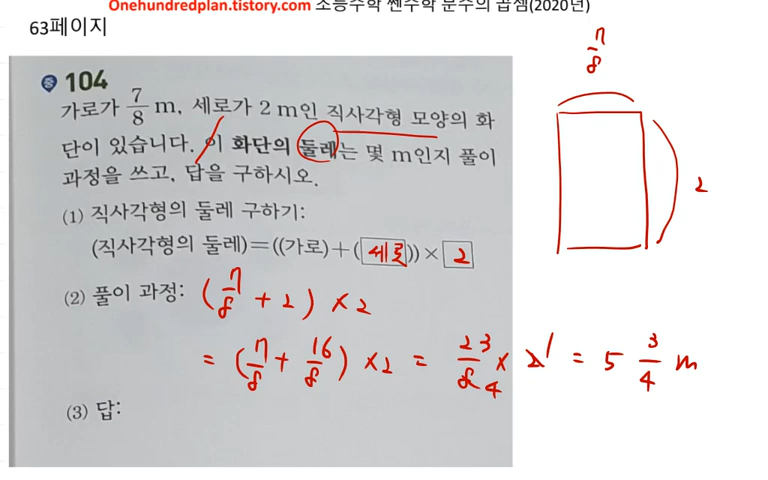 Onehundredplan.tistory.com 초등수학 쎈수학 분수의 곱셈(2020년)
63페이지
중 104
가로가 7/8 m, 세로가 2 m인 직사각형 모양의 화
단이 있습니다. 이 화단의 둘레는 몇 m인지 풀이
과정을 쓰고, 답을 구하시오.
(1) 직사각형의 둘레 구하기:
(직사각형의 둘레)=((가로)+(세로))×2
(2) 풀이 과정: (7/8 + 2) × 2
= (7/8 + 16/8) × 2 = 23/8 4 × 2 1 = 5 3/4 m
(3) 답:
7/8
2